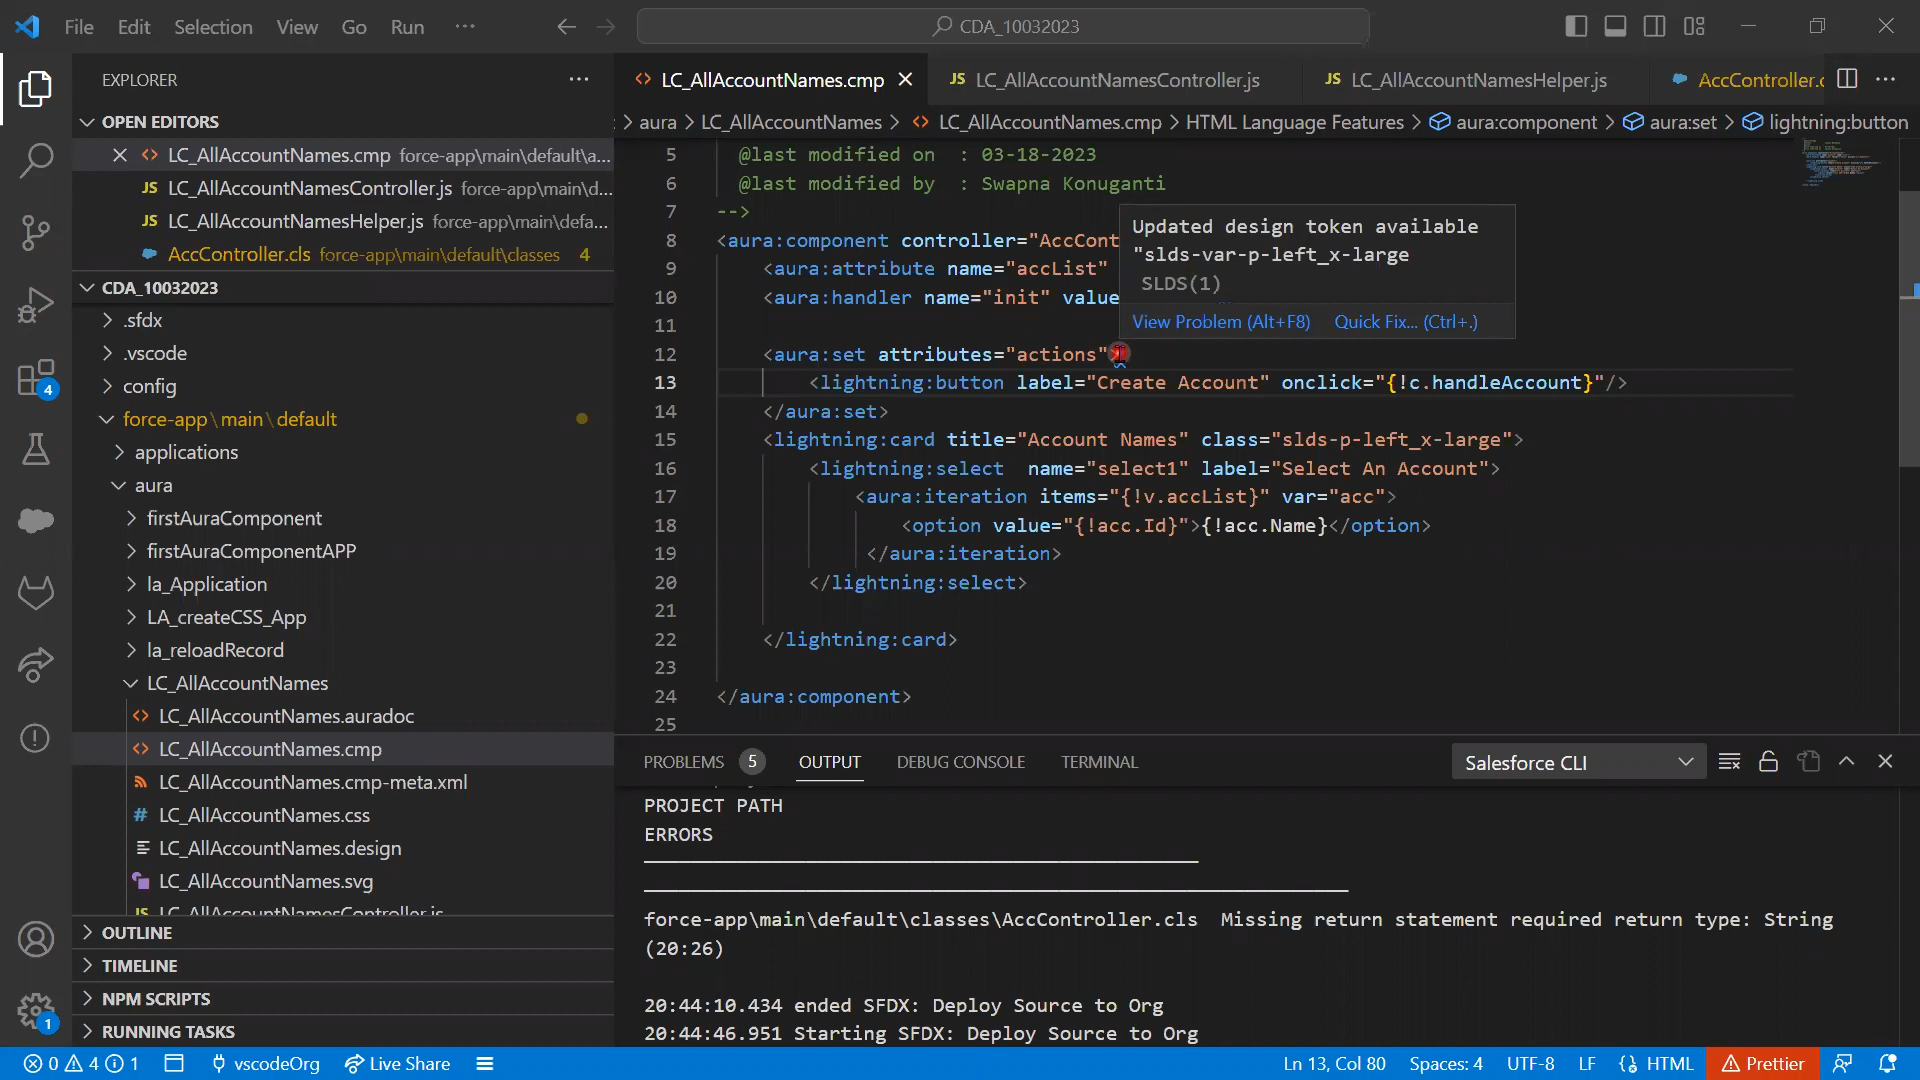 File Edit Selection View Go Run ···
CDA_10032023
EXPLORER
OPEN EDITORS
LC_AllAccountNames.cmp force-app\main\default\a...
LC_AllAccountNamesController.js force-app\main\d...
LC_AllAccountNamesHelper.js force-app\main\defa...
AccController.cls force-app\main\default\classes 4
CDA_10032023
.sfdx
.vscode
config
force-app\main\default
applications
aura
firstAuraComponent
firstAuraComponentAPP
la_Application
LA_createCSS_App
la_reloadRecord
LC_AllAccountNames
LC_AllAccountNames.auradoc
LC_AllAccountNames.cmp
LC_AllAccountNames.cmp-meta.xml
LC_AllAccountNames.css
LC_AllAccountNames.design
LC_AllAccountNames.svg
LC_AllAccountNamesController.js
OUTLINE
TIMELINE
NPM SCRIPTS
RUNNING TASKS
4
1
LC_AllAccountNames.cmp
JS LC_AllAccountNamesController.js
JS LC_AllAccountNamesHelper.js
AccController.c
> aura > LC_AllAccountNames > LC_AllAccountNames.cmp > HTML Language Features > aura:component > aura:set > lightning:button
5 @last modified on : 03-18-2023
6 @last modified by : Swapna Konuganti
7 -->
8 <aura:component controller="AccCont
9 <aura:attribute name="accList"
10 <aura:handler name="init" value
11
12 <aura:set attributes="actions"
13 <lightning:button label="Create Account" onclick="{!c.handleAccount}"/>
14 </aura:set>
15 <lightning:card title="Account Names" class="slds-p-left_x-large">
16 <lightning:select name="select1" label="Select An Account">
17 <aura:iteration items="{!v.accList}" var="acc">
18 <option value="{!acc.Id}">{!acc.Name}</option>
19 </aura:iteration>
20 </lightning:select>
21
22 </lightning:card>
23
24 </aura:component>
25
Updated design token available
"slds-var-p-left_x-large
SLDS(1)
View Problem (Alt+F8) Quick Fix... (Ctrl+.)
PROBLEMS 5 OUTPUT DEBUG CONSOLE TERMINAL
Salesforce CLI
PROJECT PATH
ERRORS
force-app\main\default\classes\AccController.cls Missing return statement required return type: String
(20:26)
20:44:10.434 ended SFDX: Deploy Source to Org
20:44:46.951 Starting SFDX: Deploy Source to Org
0 4 1 vscodeOrg Live Share
Ln 13, Col 80 Spaces: 4 UTF-8 LF {} HTML Prettier